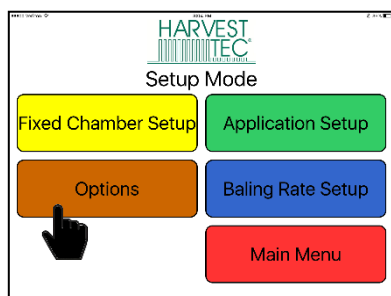 HARVEST
TEC
Setup Mode
Fixed Chamber Setup
Application Setup
Options
Baling Rate Setup
Main Menu